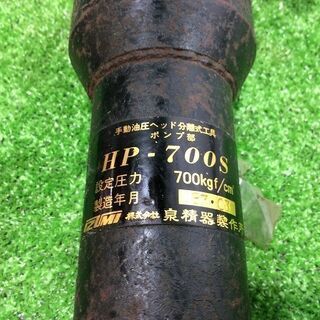 手動油圧ヘッド分離式工具
ポンプ部
HP-700S
設定圧力 700kgf/cm²
製造年月
IZUMI 株式会社 泉精器製作所